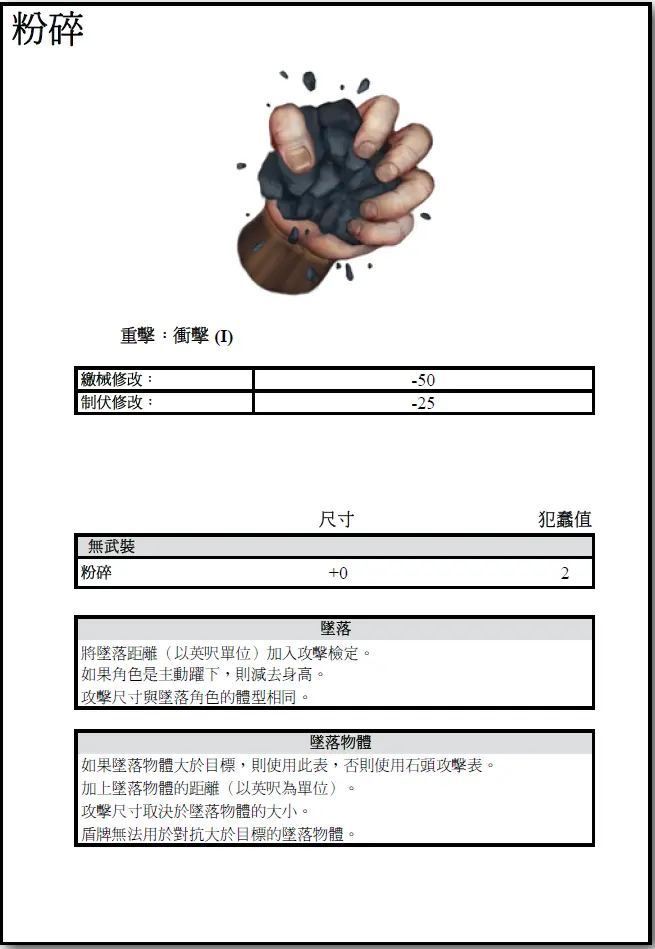 粉碎
重擊：衝擊 (I)
繳械修改： -50
制伏修改： -25
尺寸 犯蠢值
無武裝
粉碎 +0 2
墜落
將墜落距離（以英呎單位）加入攻擊檢定。
如果角色是主動躍下，則減去身高。
攻擊尺寸與墜落角色的體型相同。
墜落物體
如果墜落物體大於目標，則使用此表，否則使用石頭攻擊表。
加上墜落物體的距離（以英呎為單位）。
攻擊尺寸取決於墜落物體的大小。
盾牌無法用於對抗大於目標的墜落物體。